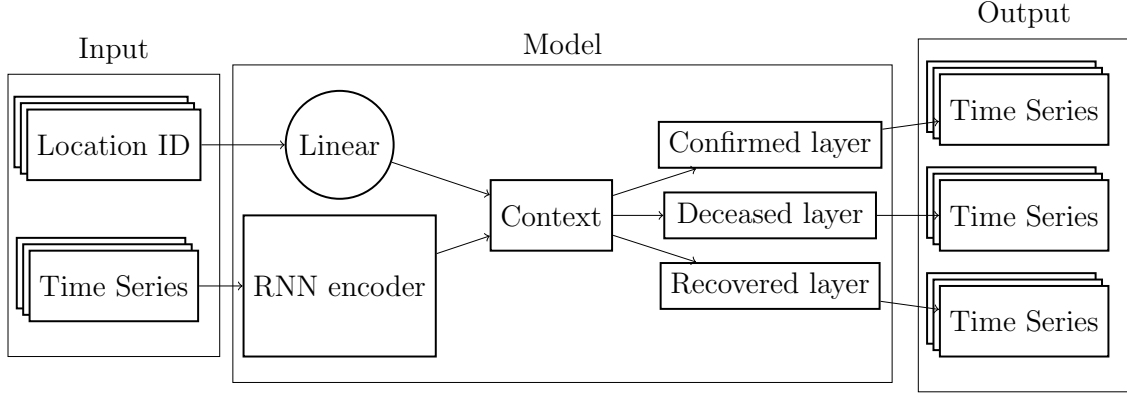 Input
Location ID
Time Series
Model
Linear
RNN encoder
Context
Confirmed layer
Deceased layer
Recovered layer
Output
Time Series
Time Series
Time Series